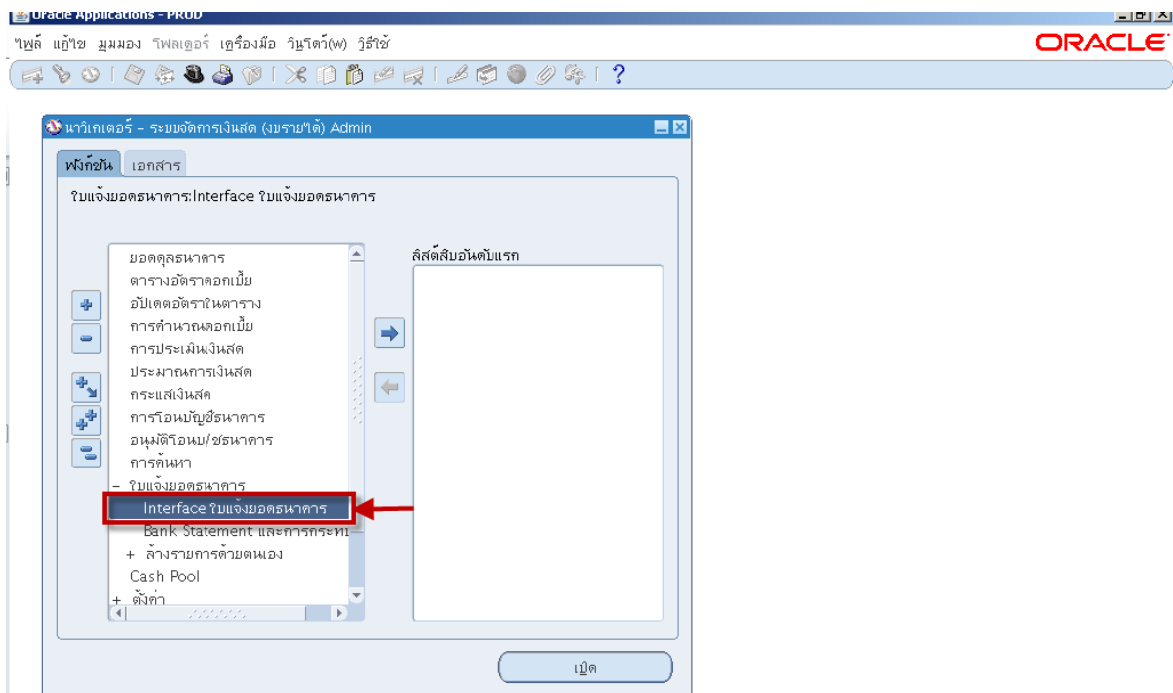 Oracle Applications - PROD
ไฟล์ แก้ไข มุมมอง โฟลเดอร์ เครื่องมือ วินโดว์(W) วิธีใช้
ORACLE
?
นาวิเกเตอร์ - ระบบจัดการเงินสด (งบรายได้) Admin
ฟังก์ชัน เอกสาร
ใบแจ้งยอดธนาคาร:Interface ใบแจ้งยอดธนาคาร
ลิสต์สิบอันดับแรก
ยอดดุลธนาคาร
ตารางอัตราดอกเบี้ย
อัปเดตอัตราในตาราง
การคำนวณดอกเบี้ย
การประเมินเงินสด
ประมาณการเงินสด
กระแสเงินสด
การโอนบัญชีธนาคาร
อนุมัติโอนบ/ชธนาคาร
การค้นหา
- ใบแจ้งยอดธนาคาร
Interface ใบแจ้งยอดธนาคาร
Bank Statement และการกระทบ
+ ล้างรายการด้วยตนเอง
Cash Pool
+ ตั้งค่า
เปิด